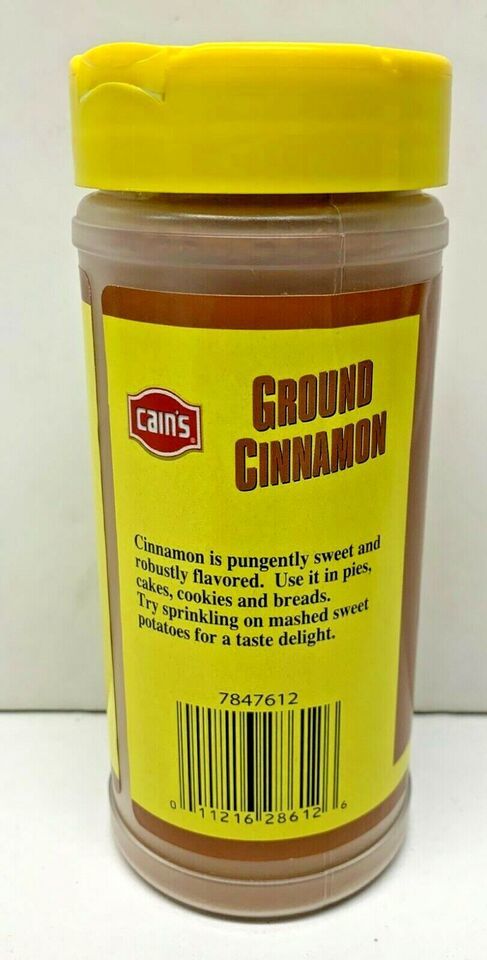 Cain's®
GROUND
CINNAMON
Cinnamon is pungently sweet and
robustly flavored. Use it in pies,
cakes, cookies and breads.
Try sprinkling on mashed sweet
potatoes for a taste delight.
7847612
0 11216 28612 6